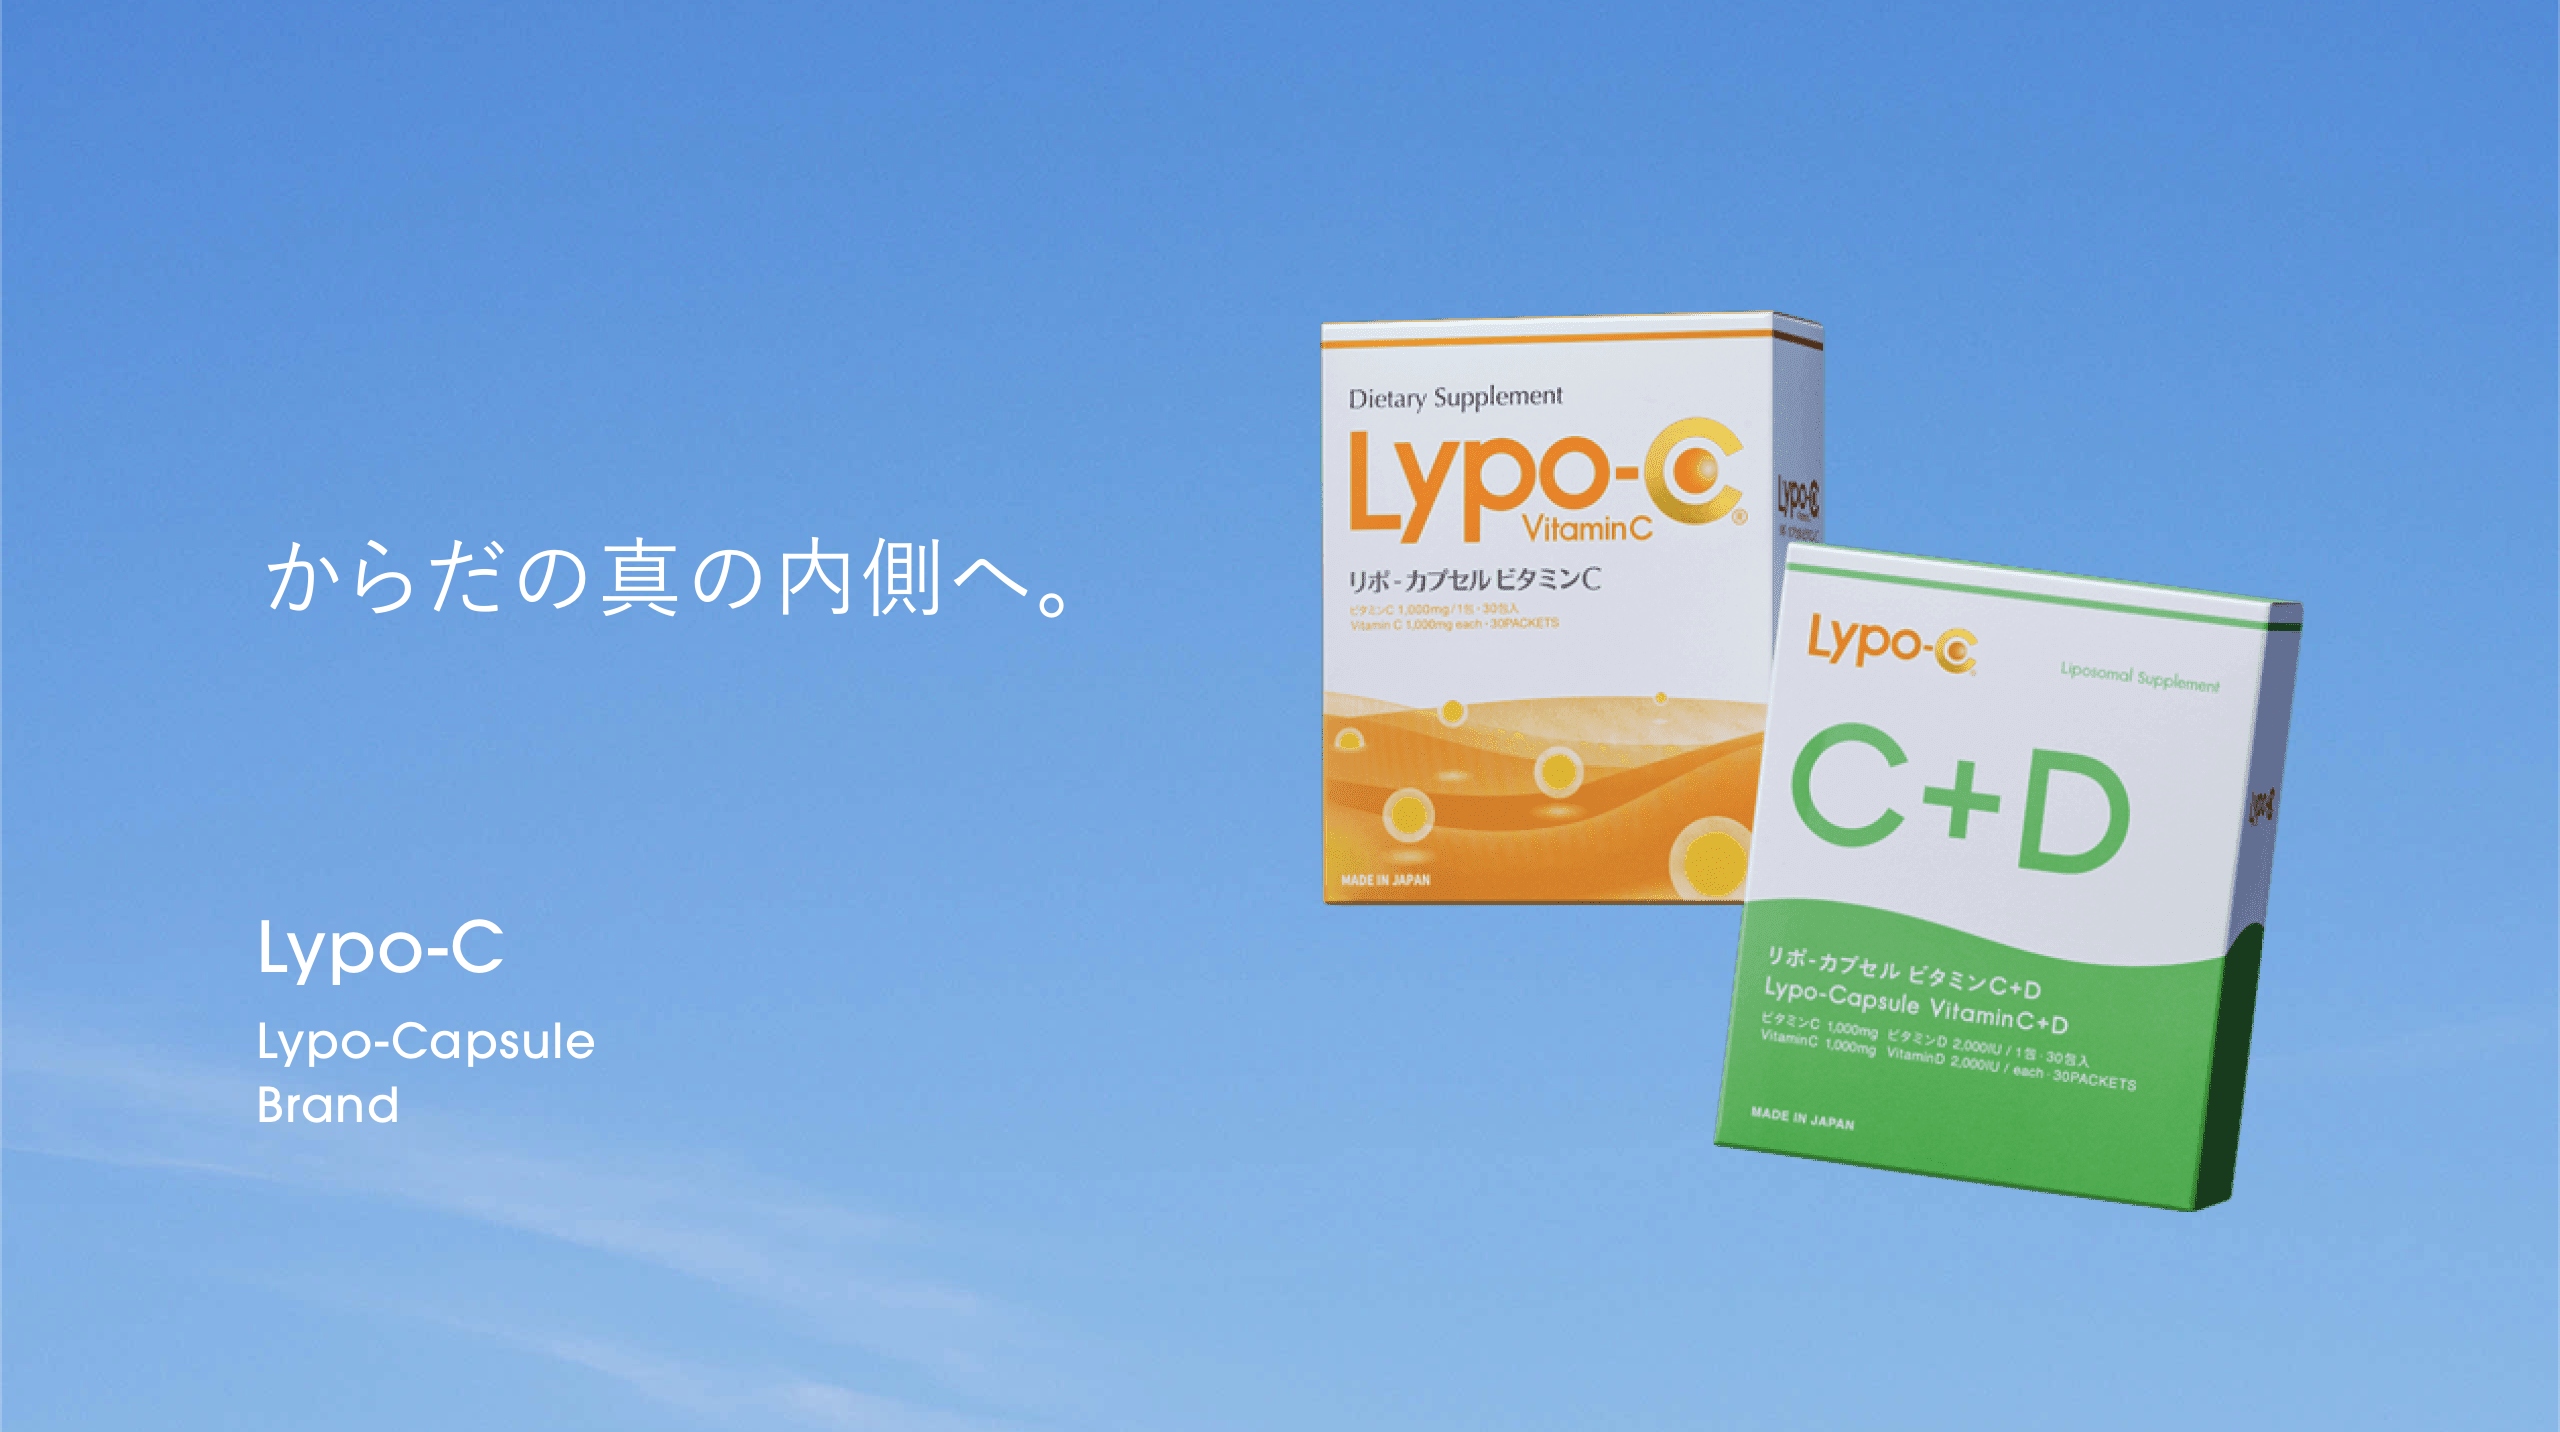 からだの真の内側へ。
Lypo-C
Lypo-Capsule
Brand
Dietary Supplement
Lypo-C®
VitaminC
リポ-カプセル ビタミンC
ビタミンC 1,000mg/1包・30包入
Vitamin C 1,000mg each・30PACKETS
MADE IN JAPAN
Lypo-C
Lypo-C
Liposomal Supplement
C+D
リポ-カプセル ビタミンC+D
Lypo-Capsule VitaminC+D
ビタミンC 1,000mg ビタミンD 2,000IU / 1包・30包入
VitaminC 1,000mg VitaminD 2,000IU / each・30PACKETS
MADE IN JAPAN
Lypo-C